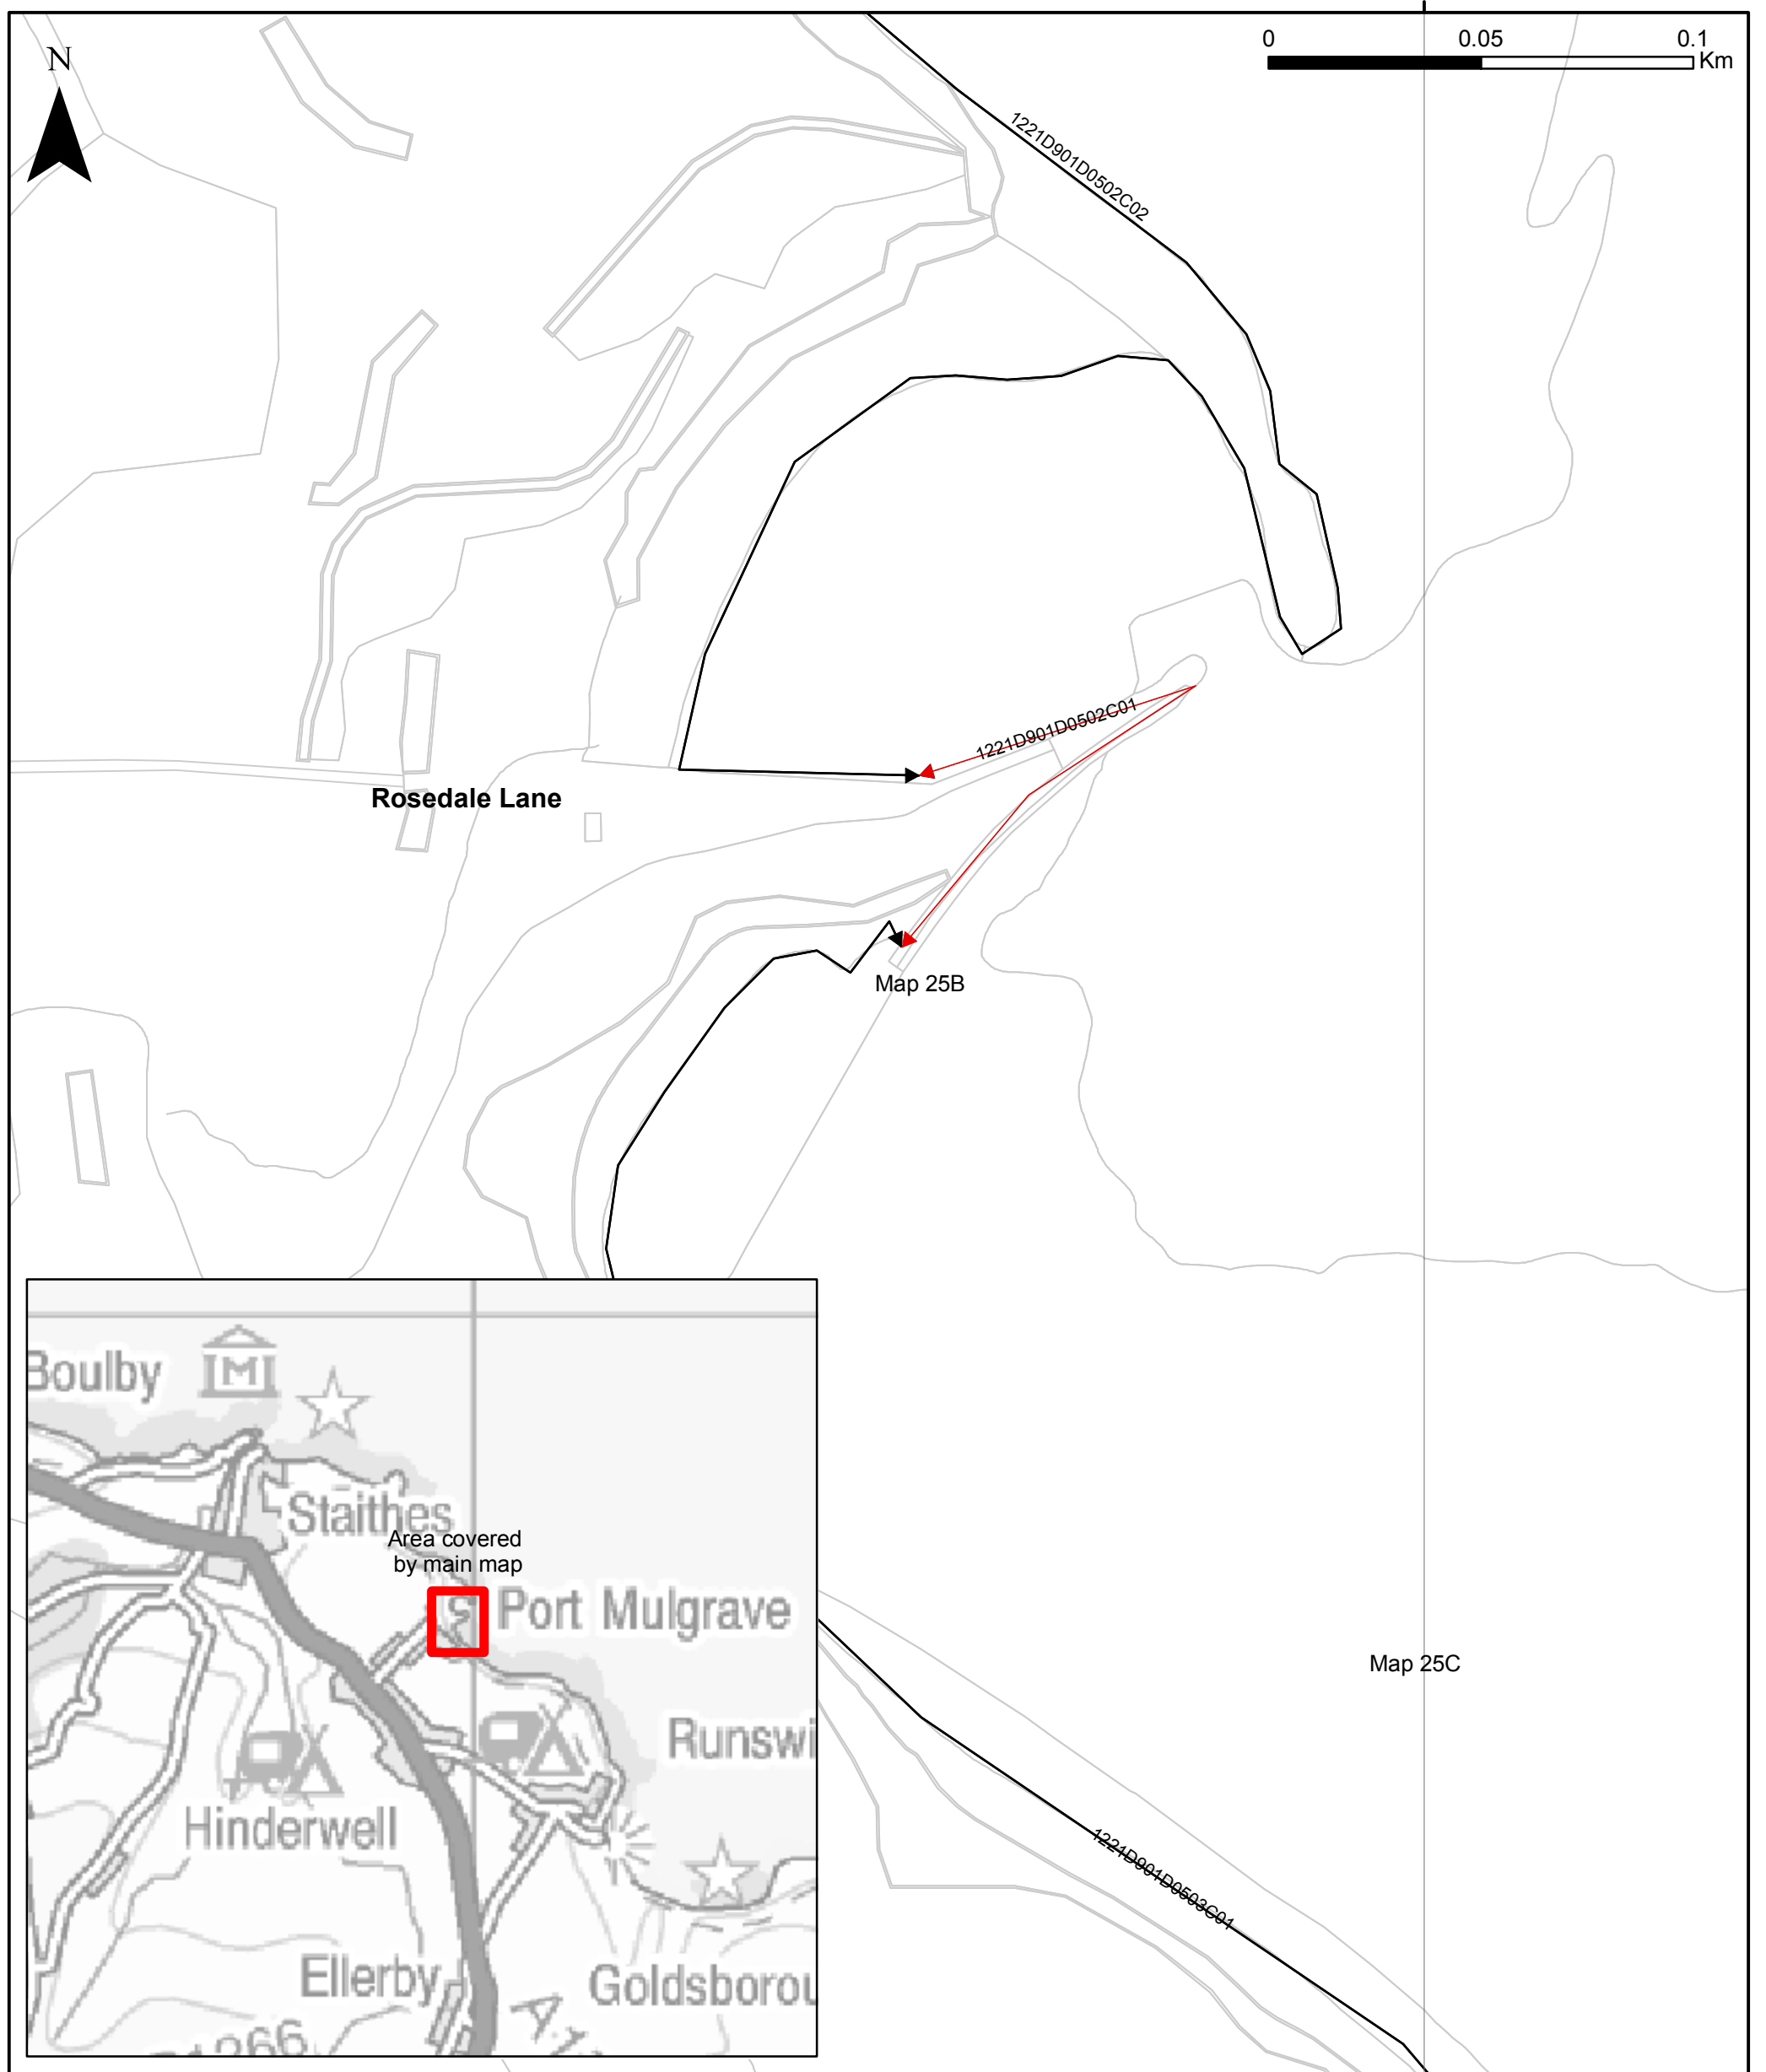 N
0 0.05 0.1
Km
1221D901D0502C02
1221D901D0502C01
Rosedale Lane
Map 25B
Boulby
M
Staithes
Area covered
by main map
Port Mulgrave
Map 25C
Runswi
Hinderwell
1221D901D0503C01
Ellerby
Goldsborou